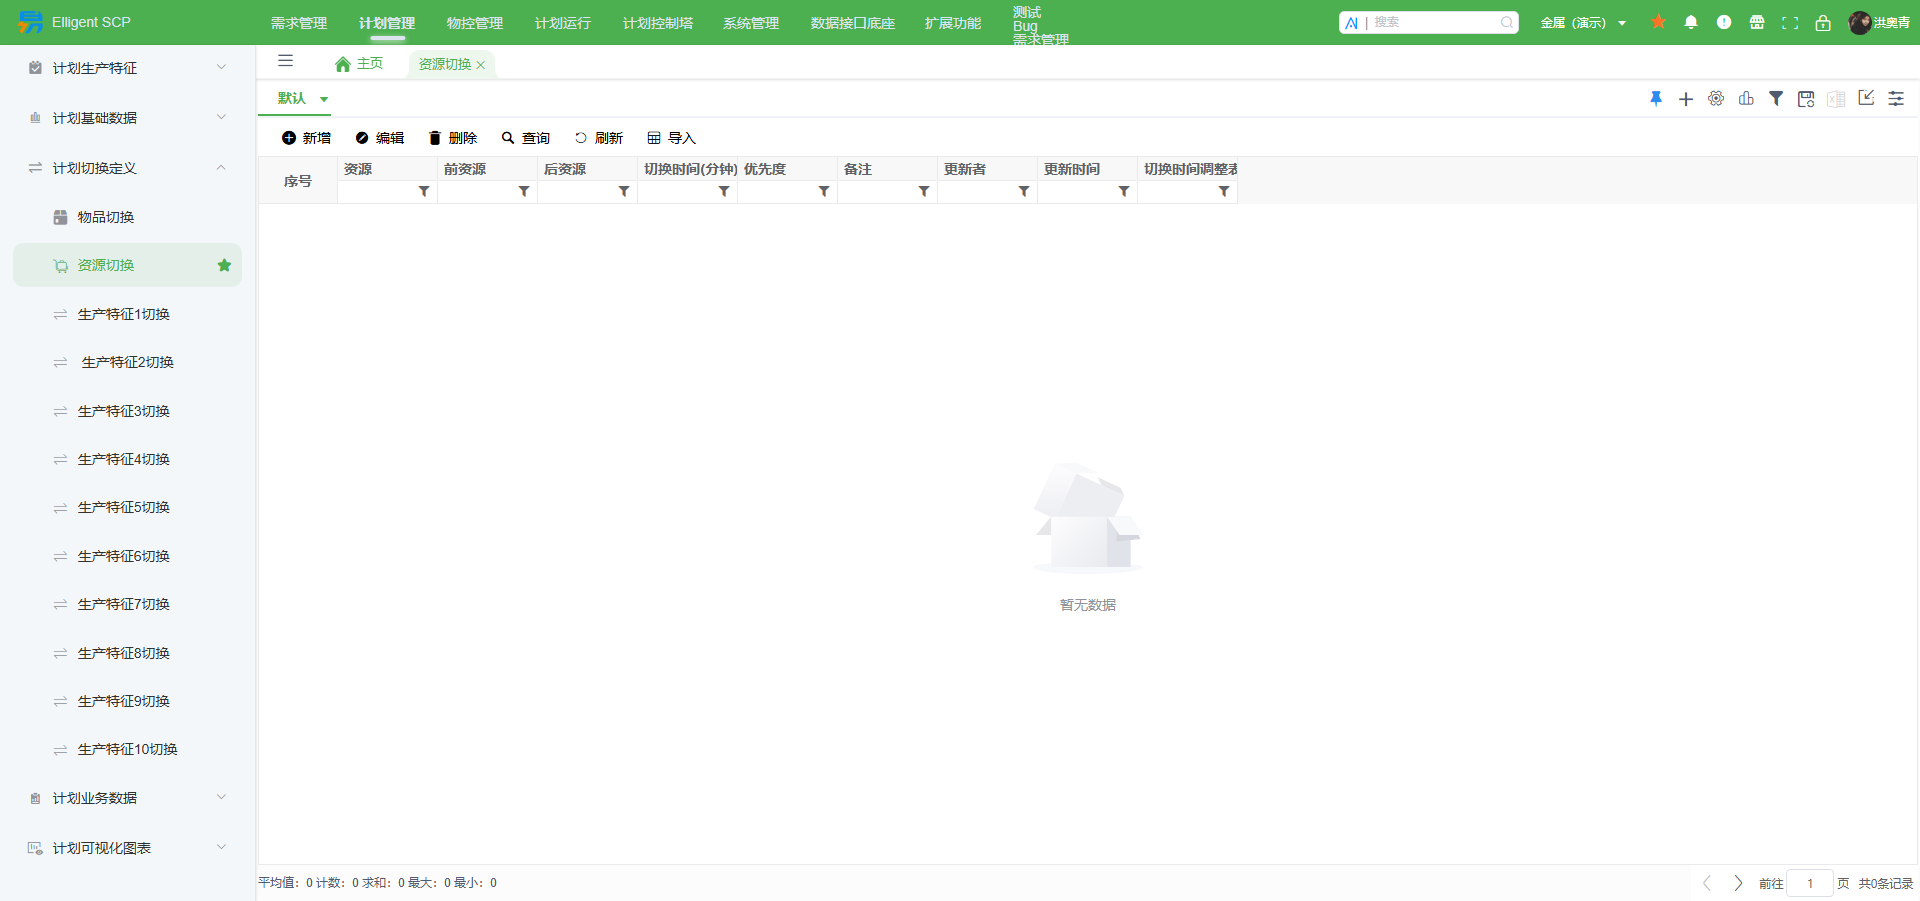 Elligent SCP
需求管理
计划管理
物控管理
计划运行
计划控制塔
系统管理
数据接口底座
扩展功能
测试
Bug
需求管理
AI | 搜索
金属（演示）
洪奥青
计划生产特征
计划基础数据
计划切换定义
物品切换
资源切换
生产特征1切换
生产特征2切换
生产特征3切换
生产特征4切换
生产特征5切换
生产特征6切换
生产特征7切换
生产特征8切换
生产特征9切换
生产特征10切换
计划业务数据
计划可视化图表
主页
资源切换
默认
新增
编辑
删除
查询
刷新
导入
序号
资源
前资源
后资源
切换时间(分钟)
优先度
备注
更新者
更新时间
切换时间调整表
暂无数据
平均值：0 计数：0 求和：0 最大：0 最小：0
前往 1 页 共0条记录